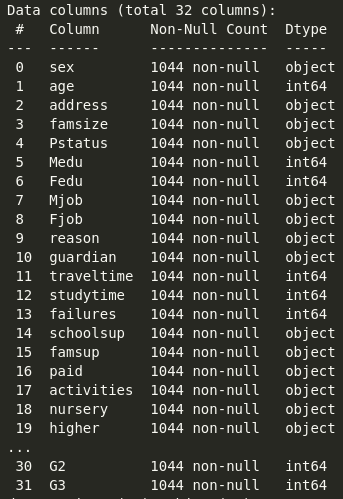 Data columns (total 32 columns):
 #   Column      Non-Null Count  Dtype
---  ------      --------------  -----
 0   sex         1044 non-null   object
 1   age         1044 non-null   int64
 2   address     1044 non-null   object
 3   famsize     1044 non-null   object
 4   Pstatus     1044 non-null   object
 5   Medu        1044 non-null   int64
 6   Fedu        1044 non-null   int64
 7   Mjob        1044 non-null   object
 8   Fjob        1044 non-null   object
 9   reason      1044 non-null   object
 10  guardian    1044 non-null   object
 11  traveltime  1044 non-null   int64
 12  studytime   1044 non-null   int64
 13  failures    1044 non-null   int64
 14  schoolsup   1044 non-null   object
 15  famsup      1044 non-null   object
 16  paid        1044 non-null   object
 17  activities  1044 non-null   object
 18  nursery     1044 non-null   object
 19  higher      1044 non-null   object
...
 30  G2          1044 non-null   int64
 31  G3          1044 non-null   int64